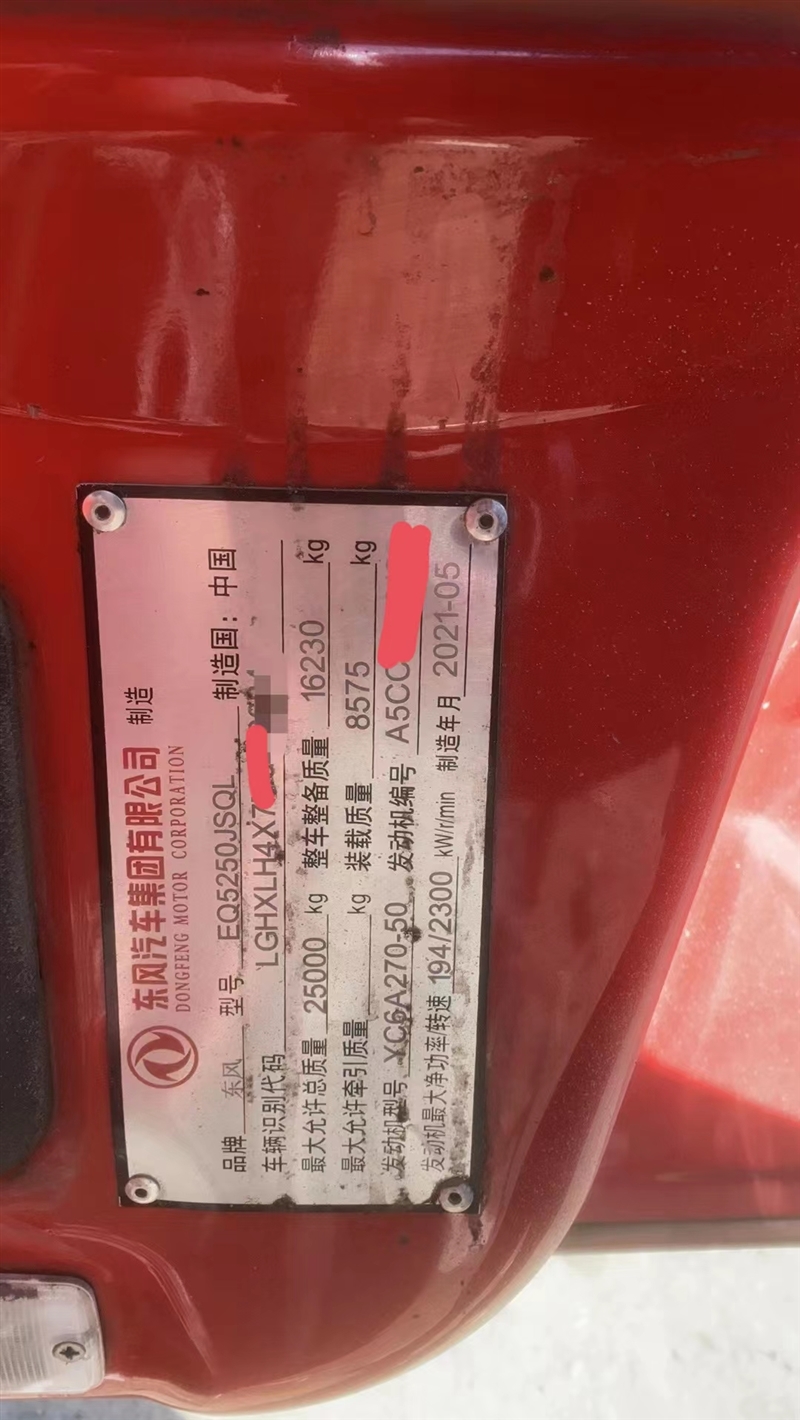 东风汽车集团有限公司 制造
DONGFENG MOTOR CORPORATION
品牌 东风 型号 EQ5250JSQL 制造国：中国
车辆识别代码 LGHXLH4X7
最大允许总质量 25000 kg 整车整备质量 16230 kg
最大允许牵引质量 kg 装载质量 8575 kg
发动机型号 YC6A270-50 发动机编号 A5CC
发动机最大净功率/转速 194/2300 kW/r/min 制造年月 2021-05